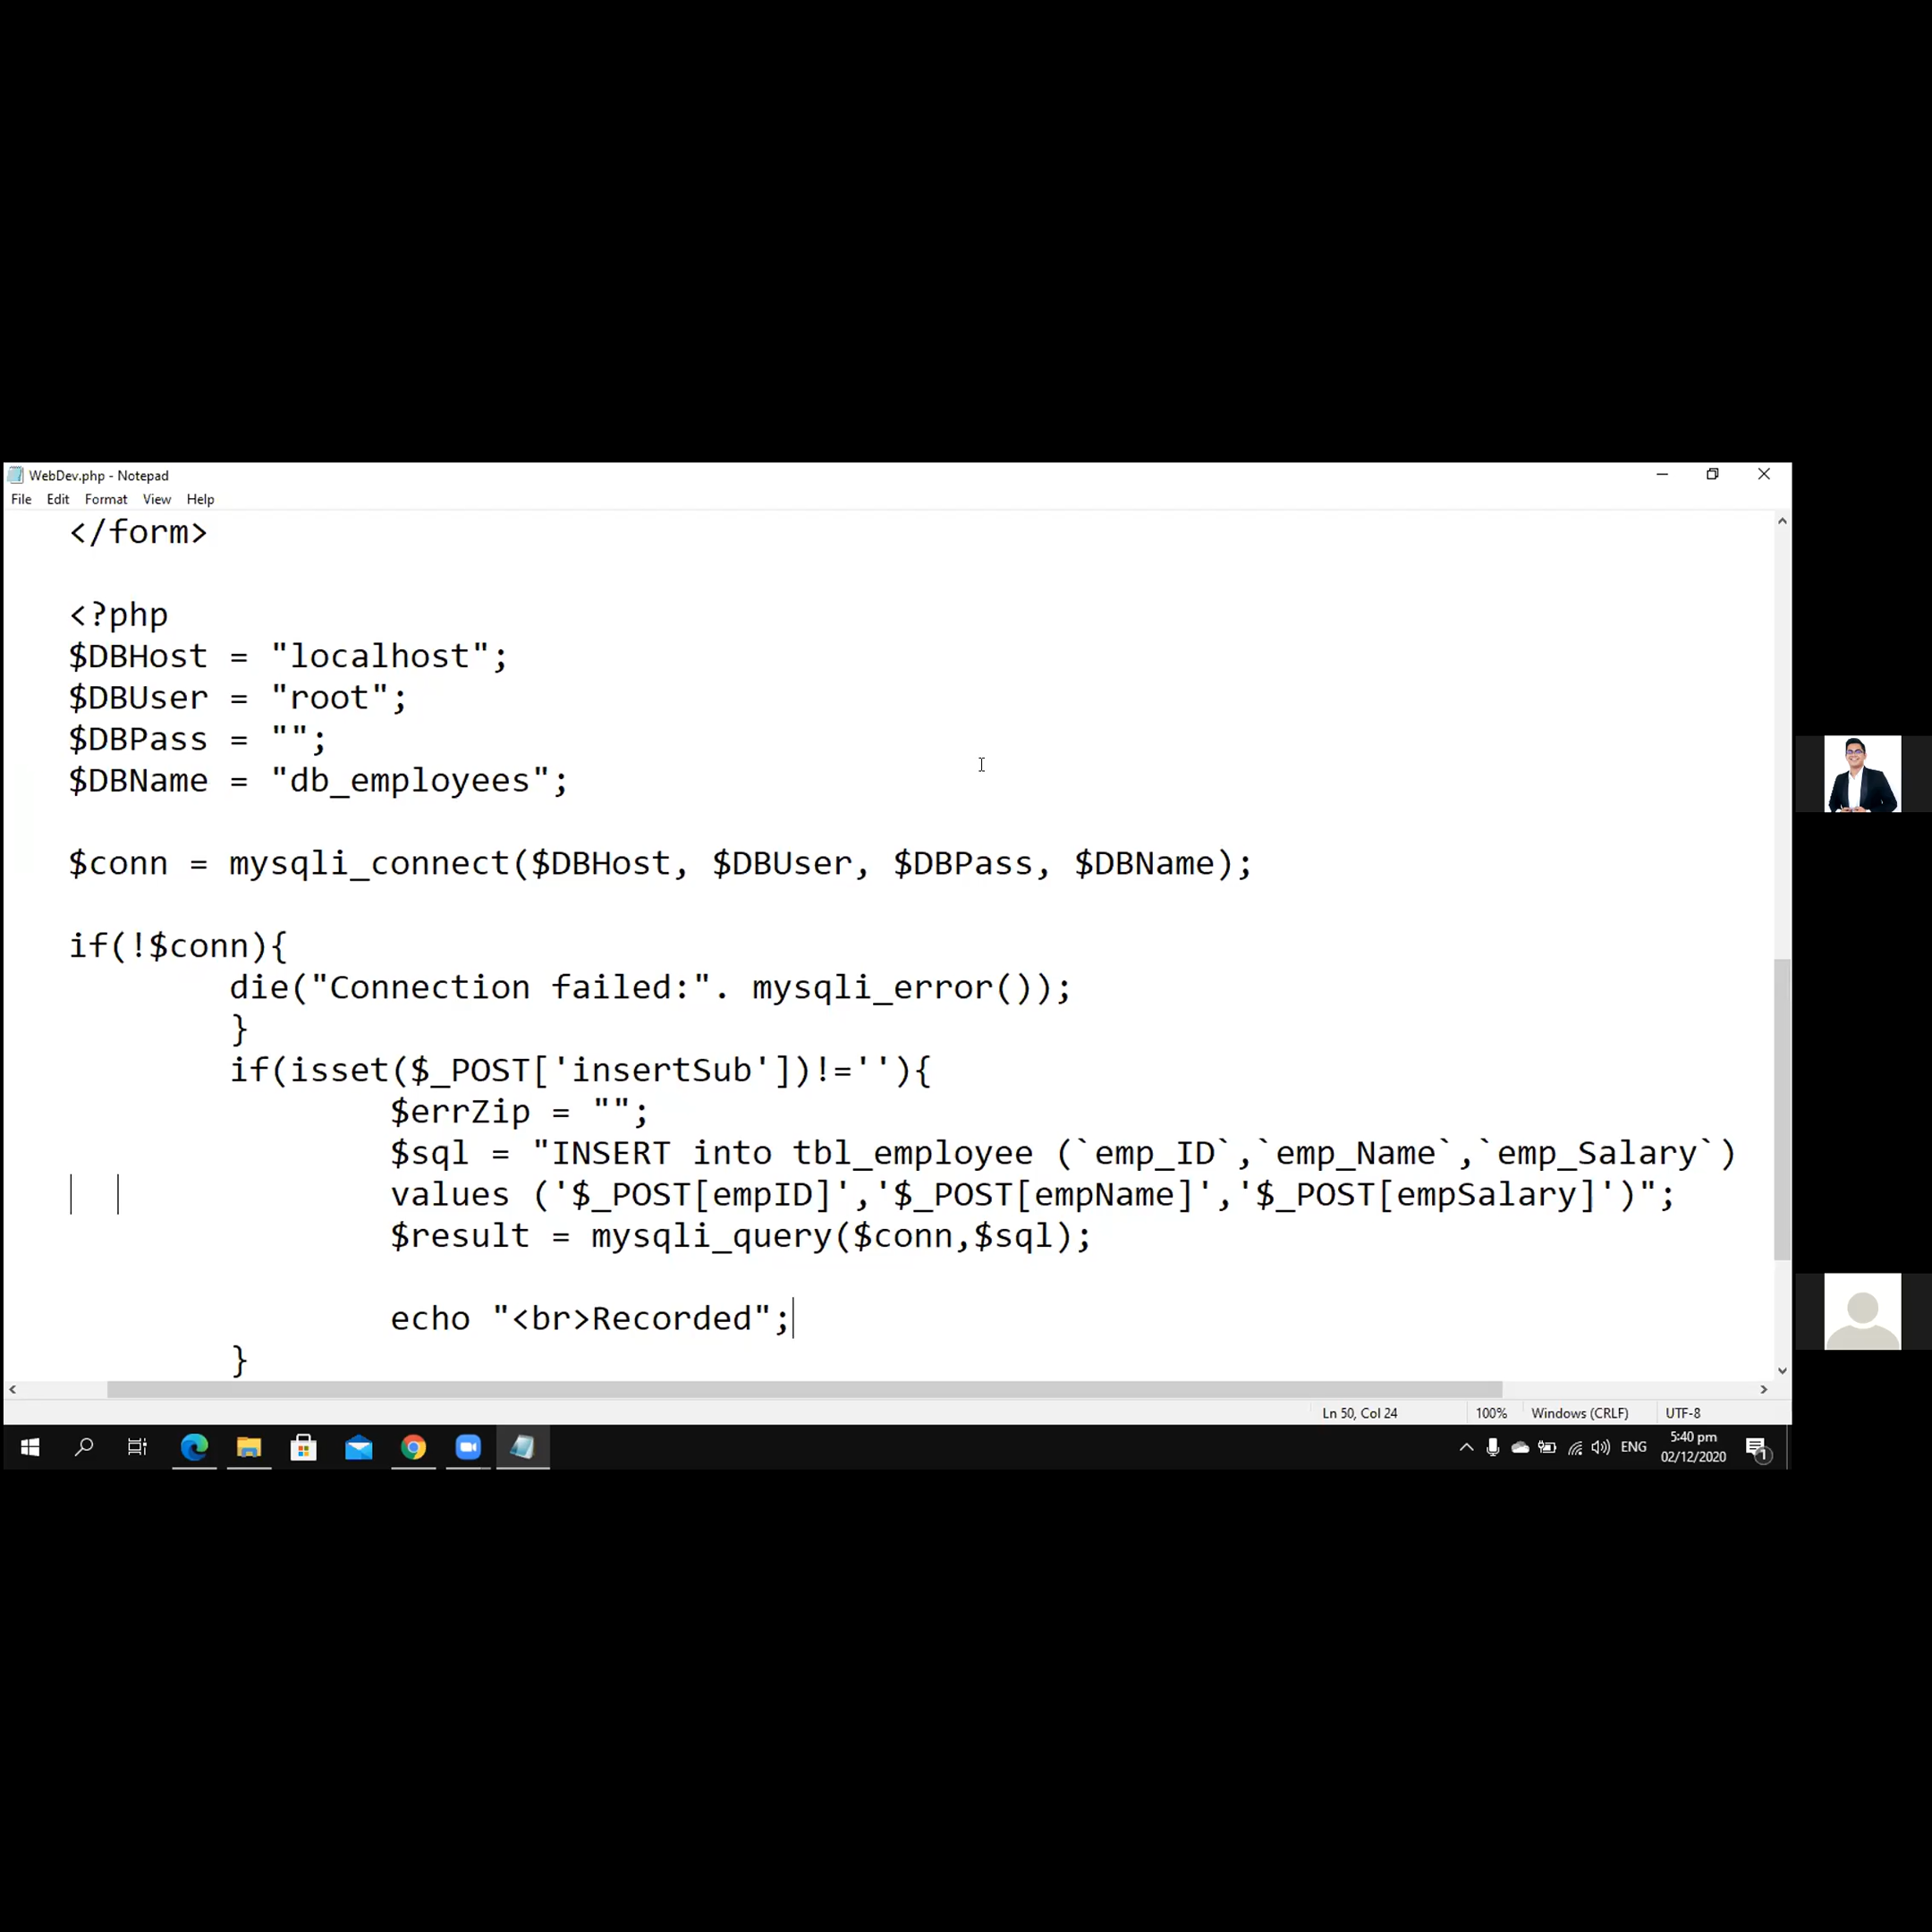 WebDev.php - Notepad
File Edit Format View Help
</form>
<?php
$DBHost = "localhost";
$DBUser = "root";
$DBPass = "";
$DBName = "db_employees";
$conn = mysqli_connect($DBHost, $DBUser, $DBPass, $DBName);
if(!$conn){
die("Connection failed:". mysqli_error());
}
if(isset($_POST['insertSub'])!=''){
$errZip = "";
$sql = "INSERT into tbl_employee (`emp_ID`,`emp_Name`,`emp_Salary`)
values ('$_POST[empID]','$_POST[empName]','$_POST[empSalary]')";
$result = mysqli_query($conn,$sql);
echo "<br>Recorded";
}
Ln 50, Col 24 100% Windows (CRLF) UTF-8
ENG
5:40 pm
02/12/2020
1